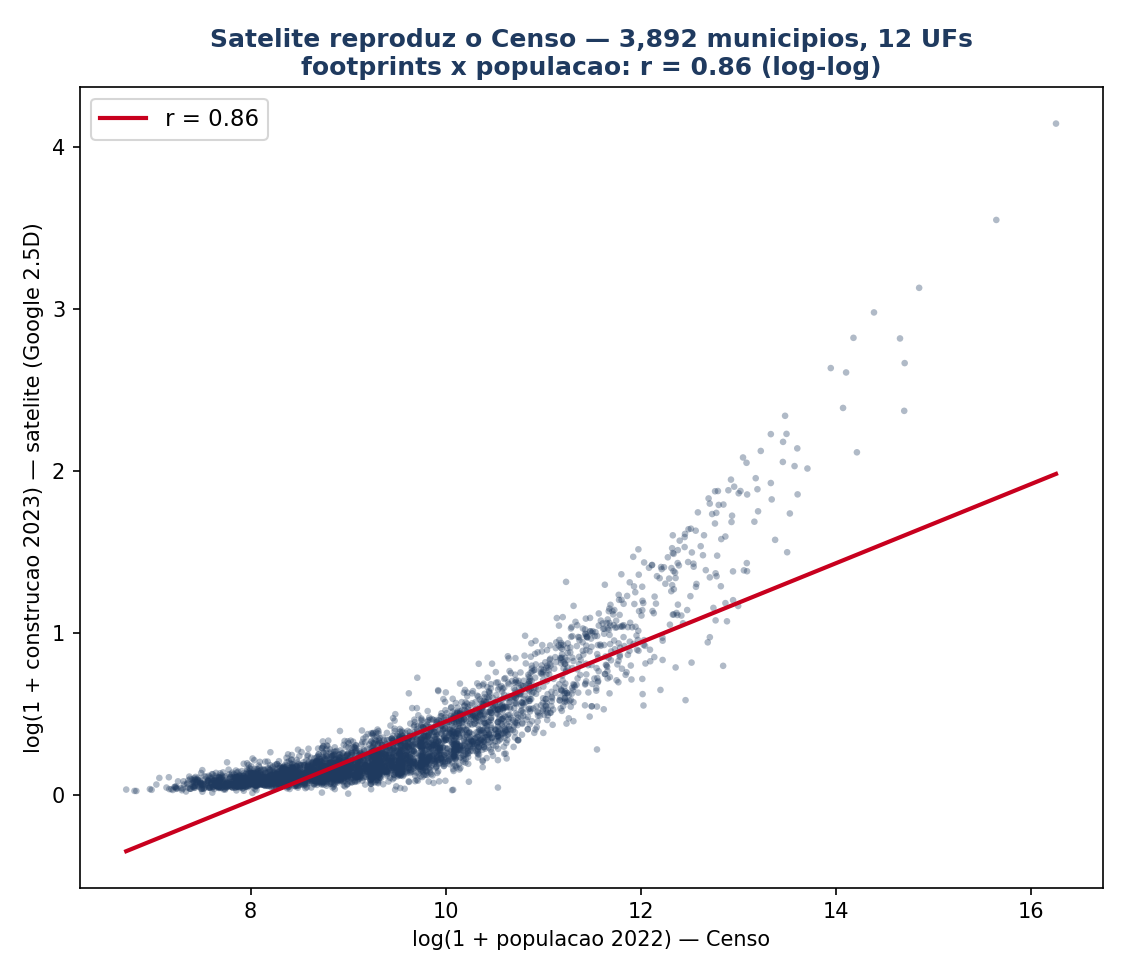 Satelite reproduz o Censo — 3,892 municipios, 12 UFs
footprints x populacao: r = 0.86 (log-log)
r = 0.86
log(1 + construcao 2023) — satelite (Google 2.5D)
4
3
2
1
0
8 10 12 14 16
log(1 + populacao 2022) — Censo